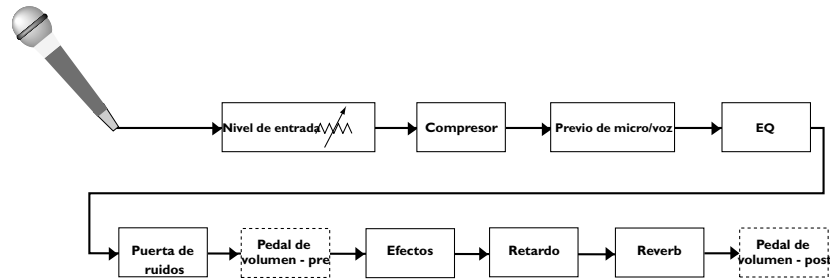 Nivel de entrada
Compresor
Previo de micro/voz
EQ
Puerta de
ruidos
Pedal de
volumen - pre
Efectos
Retardo
Reverb
Pedal de
volumen - post